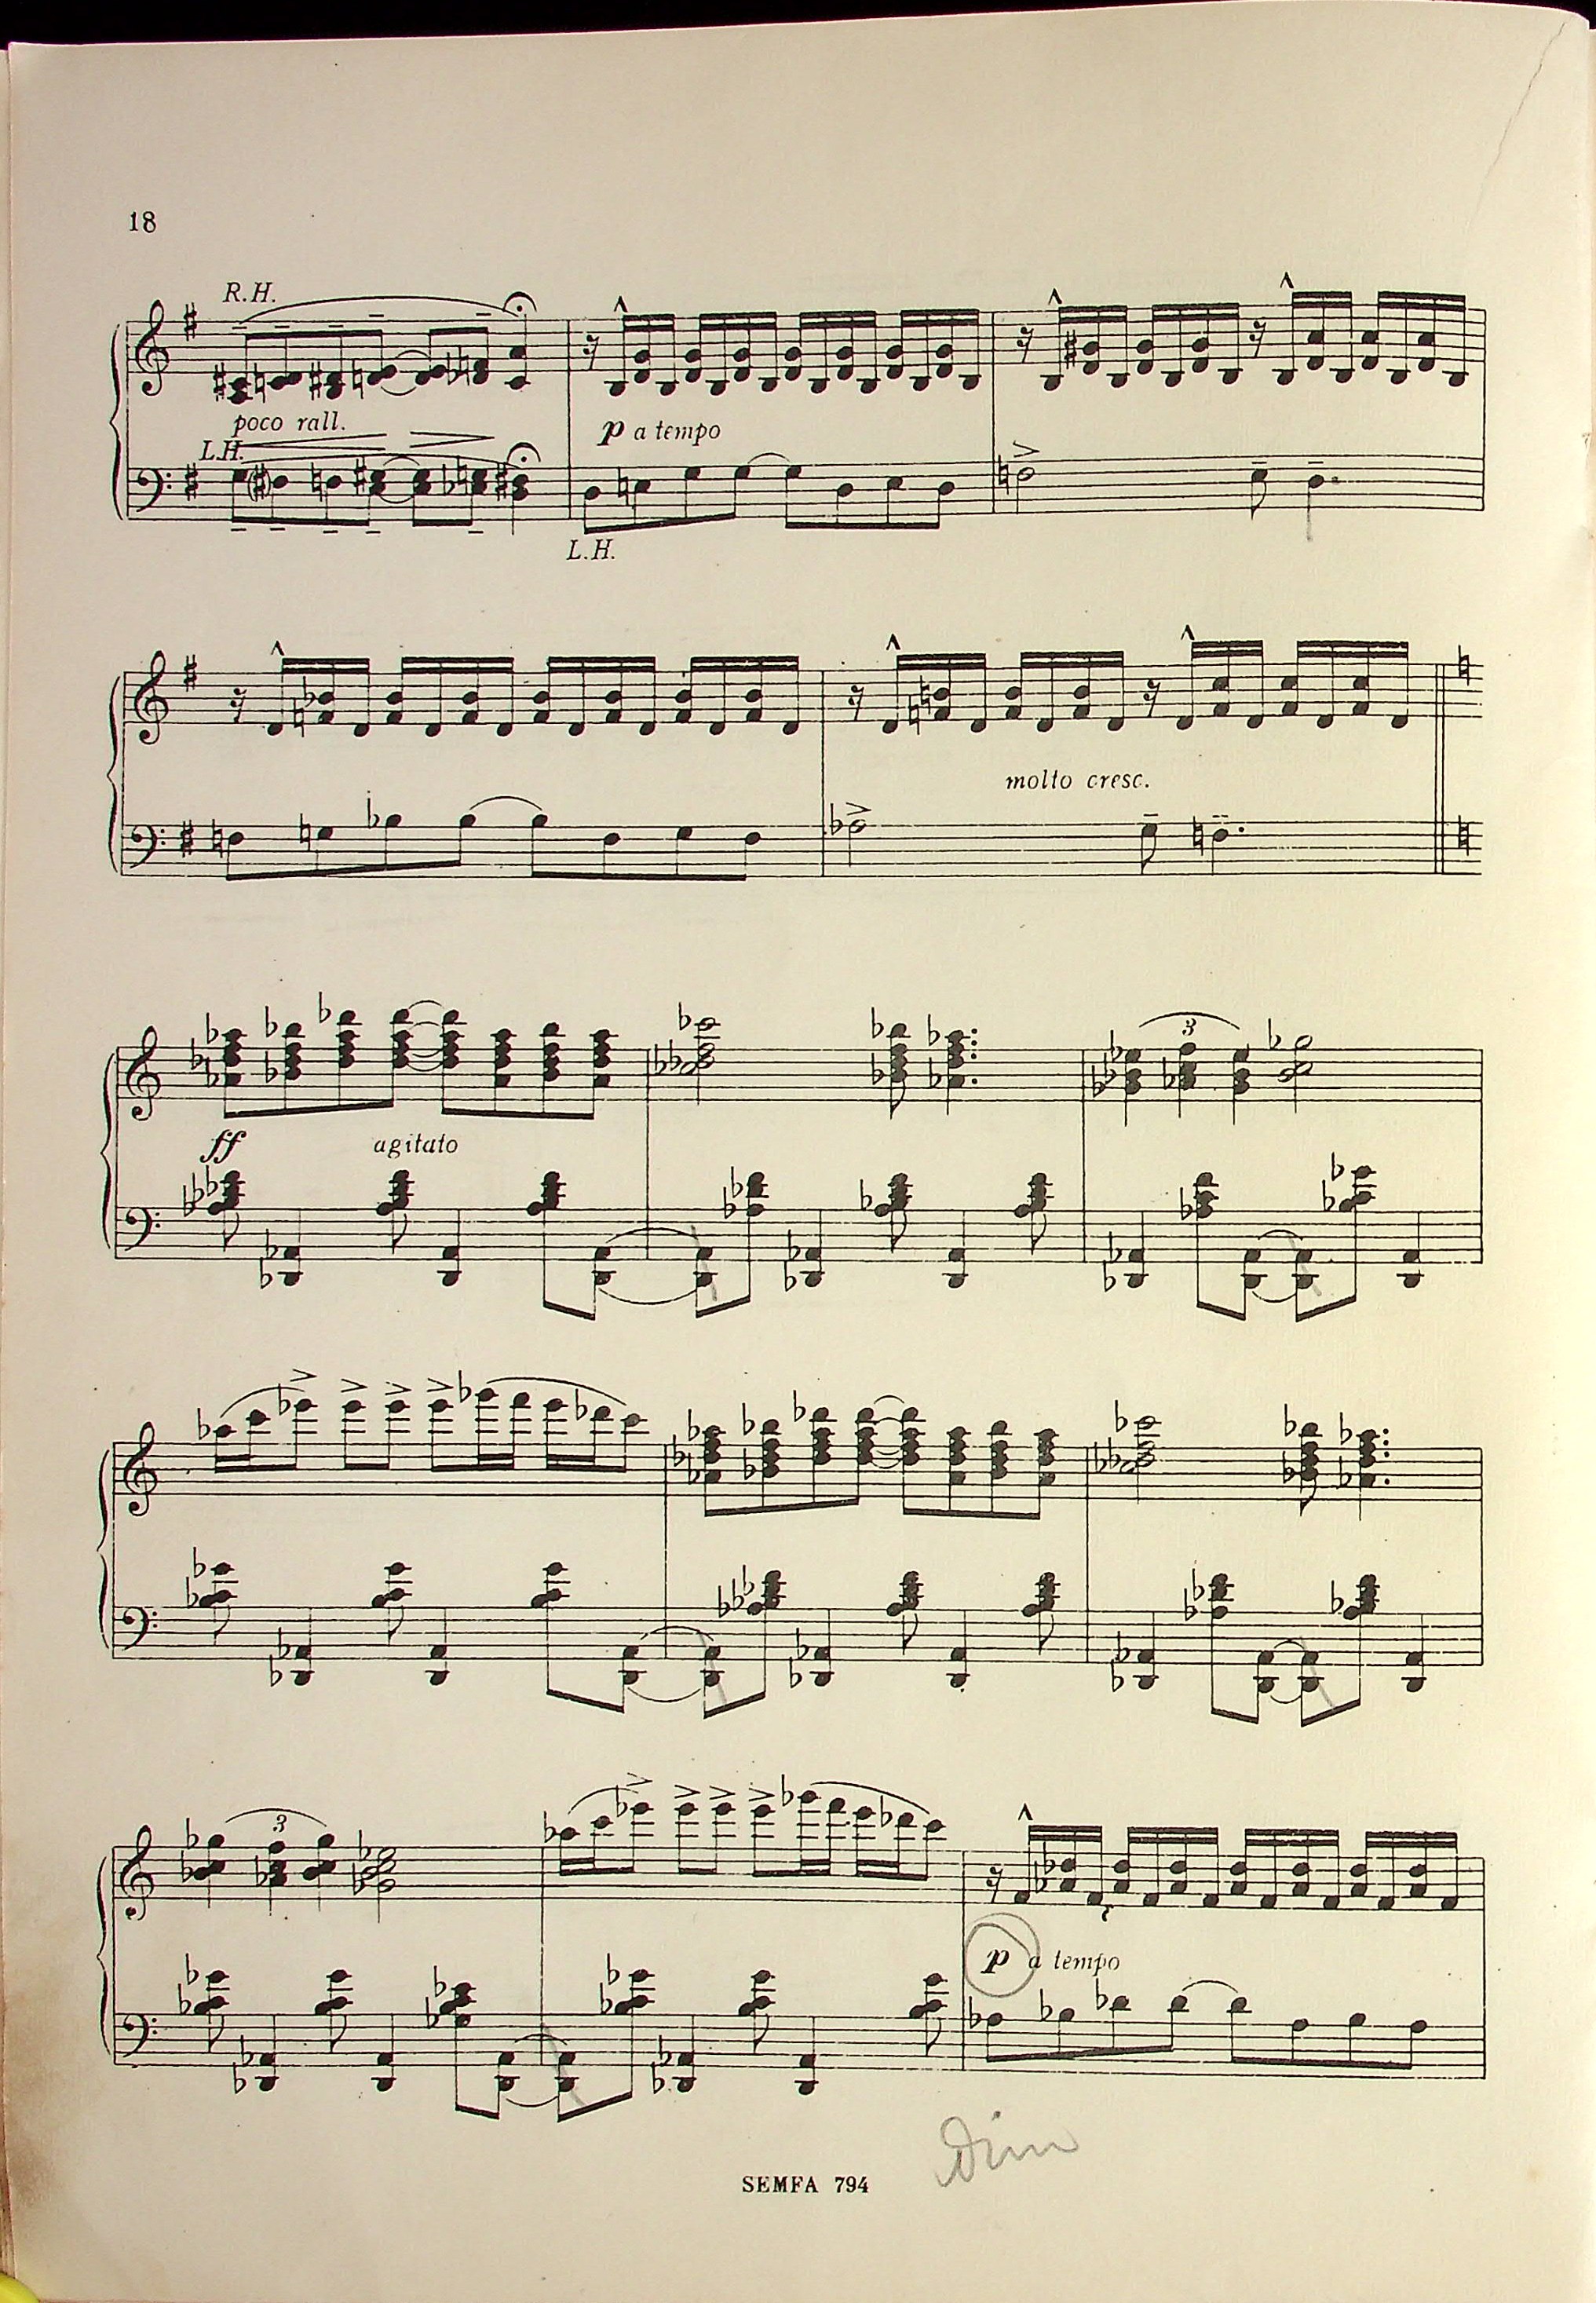 18
R.H.
poco rall.
L.H.
p a tempo
L.H.
molto cresc.
ff agitato
3
3
p a tempo
Dim
SEMFA 794